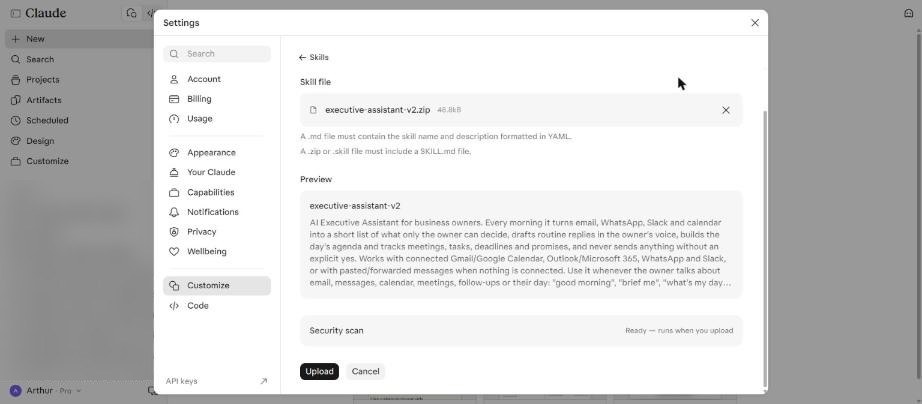 Claude
Settings
New
Search
Projects
Artifacts
Scheduled
Design
Customize
Arthur · Pro
Search
Account
Billing
Usage
Appearance
Your Claude
Capabilities
Notifications
Privacy
Wellbeing
Customize
Code
API keys
← Skills
Skill file
executive-assistant-v2.zip 46.8kB
A .md file must contain the skill name and description formatted in YAML.
A .zip or .skill file must include a SKILL.md file.
Preview
executive-assistant-v2
AI Executive Assistant for business owners. Every morning it turns email, WhatsApp, Slack and calendar
into a short list of what only the owner can decide, drafts routine replies in the owner's voice, builds the
day's agenda and tracks meetings, tasks, deadlines and promises, and never sends anything without an
explicit yes. Works with connected Gmail/Google Calendar, Outlook/Microsoft 365, WhatsApp and Slack,
or with pasted/forwarded messages when nothing is connected. Use it whenever the owner talks about
email, messages, calendar, meetings, follow-ups or their day: "good morning", "brief me", "what's my day...
Security scan Ready — runs when you upload
Upload Cancel